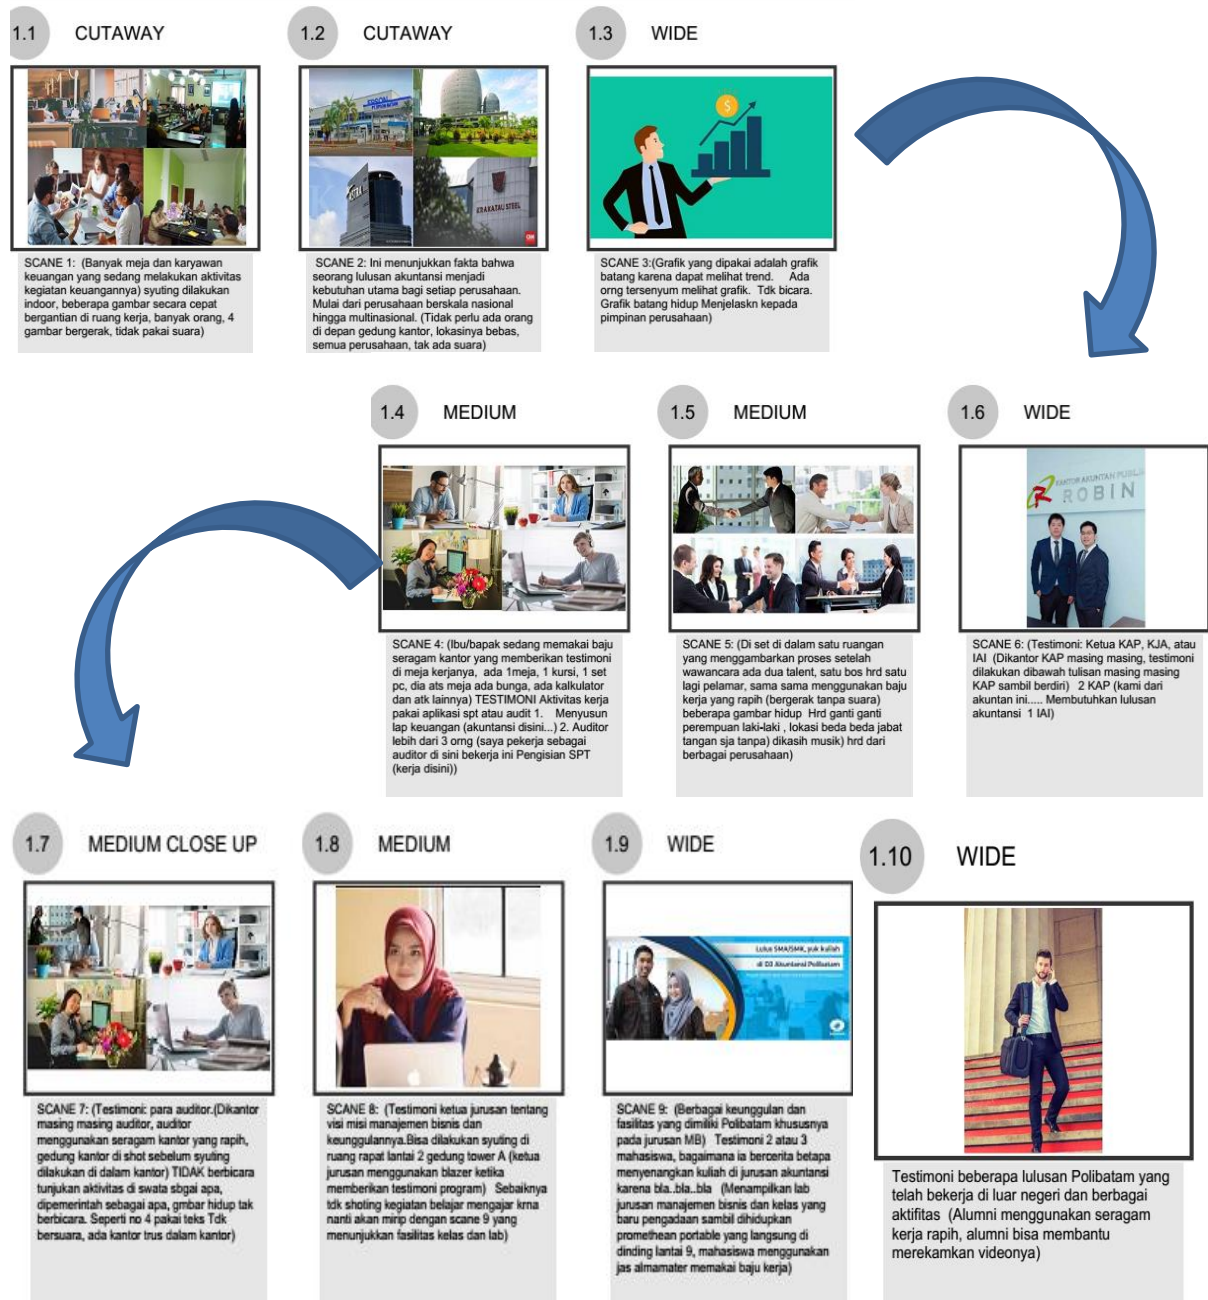 1.1 CUTAWAY
1.2 CUTAWAY
1.3 WIDE
EPSON
ASTRA
KRAKATAU STEEL
CNN
$
SCANE 1: (Banyak meja dan karyawan
keuangan yang sedang melakukan aktivitas
kegiatan keuangannya) syuting dilakukan
indoor, beberapa gambar secara cepat
bergantian di ruang kerja, banyak orang, 4
gambar bergerak, tidak pakai suara)
SCANE 2: Ini menunjukkan fakta bahwa
seorang lulusan akuntansi menjadi
kebutuhan utama bagi setiap perusahaan.
Mulai dari perusahaan berskala nasional
hingga multinasional. (Tidak perlu ada orang
di depan gedung kantor, lokasinya bebas,
semua perusahaan, tak ada suara)
SCANE 3:(Grafik yang dipakai adalah grafik
batang karena dapat melihat trend. Ada
orng tersenyum melihat grafik. Tdk bicara.
Grafik batang hidup Menjelaskn kepada
pimpinan perusahaan)
1.4 MEDIUM
1.5 MEDIUM
1.6 WIDE
KANTOR AKUNTAN PUBLIK
ROBIN
SCANE 4: (Ibu/bapak sedang memakai baju
seragam kantor yang memberikan testimoni
di meja kerjanya, ada 1meja, 1 kursi, 1 set
pc, dia ats meja ada bunga, ada kalkulator
dan atk lainnya) TESTIMONI Aktivitas kerja
pakai aplikasi spt atau audit 1. Menyusun
lap keuangan (akuntansi disini...) 2. Auditor
lebih dari 3 orng (saya pekerja sebagai
auditor di sini bekerja ini Pengisian SPT
(kerja disini))
SCANE 5: (Di set di dalam satu ruangan
yang menggambarkan proses setelah
wawancara ada dua talent, satu bos hrd satu
lagi pelamar, sama sama menggunakan baju
kerja yang rapih (bergerak tanpa suara)
beberapa gambar hidup Hrd ganti ganti
perempuan laki-laki , lokasi beda beda jabat
tangan sja tanpa) dikasih musik) hrd dari
berbagai perusahaan)
SCANE 6: (Testimoni: Ketua KAP, KJA, atau
IAI (Dikantor KAP masing masing, testimoni
dilakukan dibawah tulisan masing masing
KAP sambil berdiri) 2 KAP (kami dari
akuntan ini..... Membutuhkan lulusan
akuntansi 1 IAI)
1.7 MEDIUM CLOSE UP
1.8 MEDIUM
1.9 WIDE
1.10 WIDE
Lulus SMA/SMK, yuk kuliah
di D3 Akuntansi Polibatam
SCANE 7: (Testimoni: para auditor.(Dikantor
masing masing auditor, auditor
menggunakan seragam kantor yang rapih,
gedung kantor di shot sebelum syuting
dilakukan di dalam kantor) TIDAK berbicara
tunjukan aktivitas di swata sbgai apa,
dipemerintah sebagai apa, gmbar hidup tak
berbicara. Seperti no 4 pakai teks Tdk
bersuara, ada kantor trus dalam kantor)
SCANE 8: (Testimoni ketua jurusan tentang
visi misi manajemen bisnis dan
keunggulannya.Bisa dilakukan syuting di
ruang rapat lantai 2 gedung tower A (ketua
jurusan menggunakan blazer ketika
memberikan testimoni program) Sebaiknya
tdk shoting kegiatan belajar mengajar krna
nanti akan mirip dengan scane 9 yang
menunjukkan fasilitas kelas dan lab)
SCANE 9: (Berbagai keunggulan dan
fasilitas yang dimiliki Polibatam khususnya
pada jurusan MB) Testimoni 2 atau 3
mahasiswa, bagaimana ia bercerita betapa
menyenangkan kuliah di jurusan akuntansi
karena bla..bla..bla (Menampilkan lab
jurusan manajemen bisnis dan kelas yang
baru pengadaan sambil dihidupkan
promethean portable yang langsung di
dinding lantai 9, mahasiswa menggunakan
jas almamater memakai baju kerja)
Testimoni beberapa lulusan Polibatam yang
telah bekerja di luar negeri dan berbagai
aktifitas (Alumni menggunakan seragam
kerja rapih, alumni bisa membantu
merekamkan videonya)